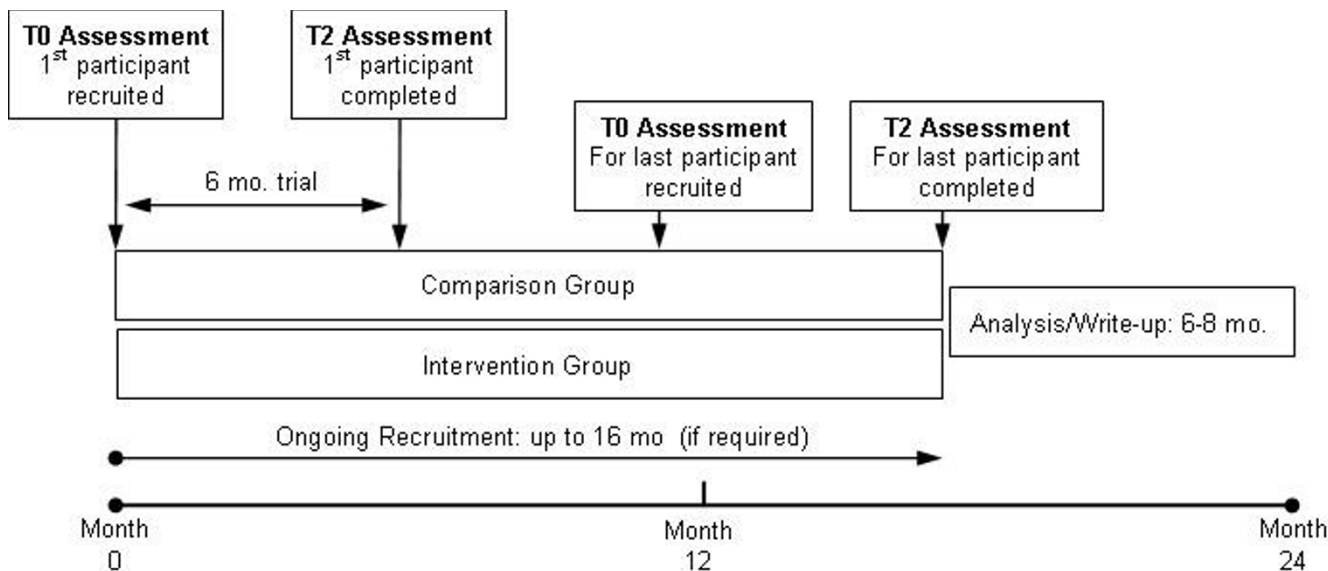 T0 Assessment
1st participant
recruited
T2 Assessment
1st participant
completed
T0 Assessment
For last participant
recruited
T2 Assessment
For last participant
completed
6 mo. trial
Comparison Group
Analysis/Write-up: 6-8 mo.
Intervention Group
Ongoing Recruitment: up to 16 mo (if required)
Month
0
Month
12
Month
24